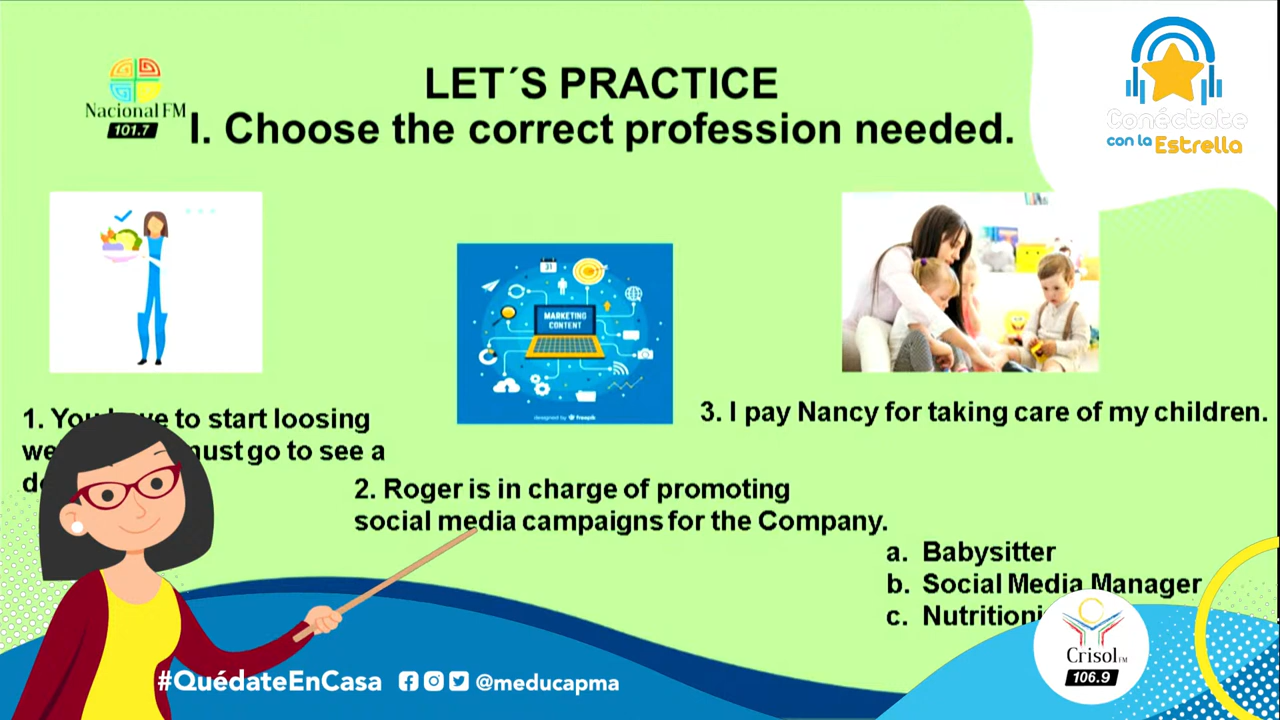 LET´S PRACTICE
I. Choose the correct profession needed.
Nacional FM
101.7
Conéctate
con la Estrella
31
MARKETING
CONTENT
designed by freepik
1. to start loosing
must go to see a
2. Roger is in charge of promoting
social media campaigns for the Company.
3. I pay Nancy for taking care of my children.
a. Babysitter
b. Social Media Manager
c.
Crisol FM
106.9
#QuédateEnCasa @meducapma